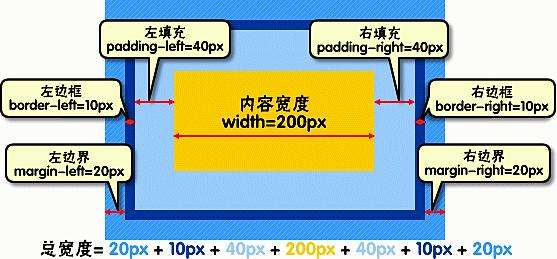 左填充
padding-left=40px
右填充
padding-right=40px
左边框
border-left=10px
内容宽度
width=200px
右边框
border-right=10px
左边界
margin-left=20px
右边界
margin-right=20px
总宽度= 20px + 10px + 40px + 200px + 40px + 10px + 20px